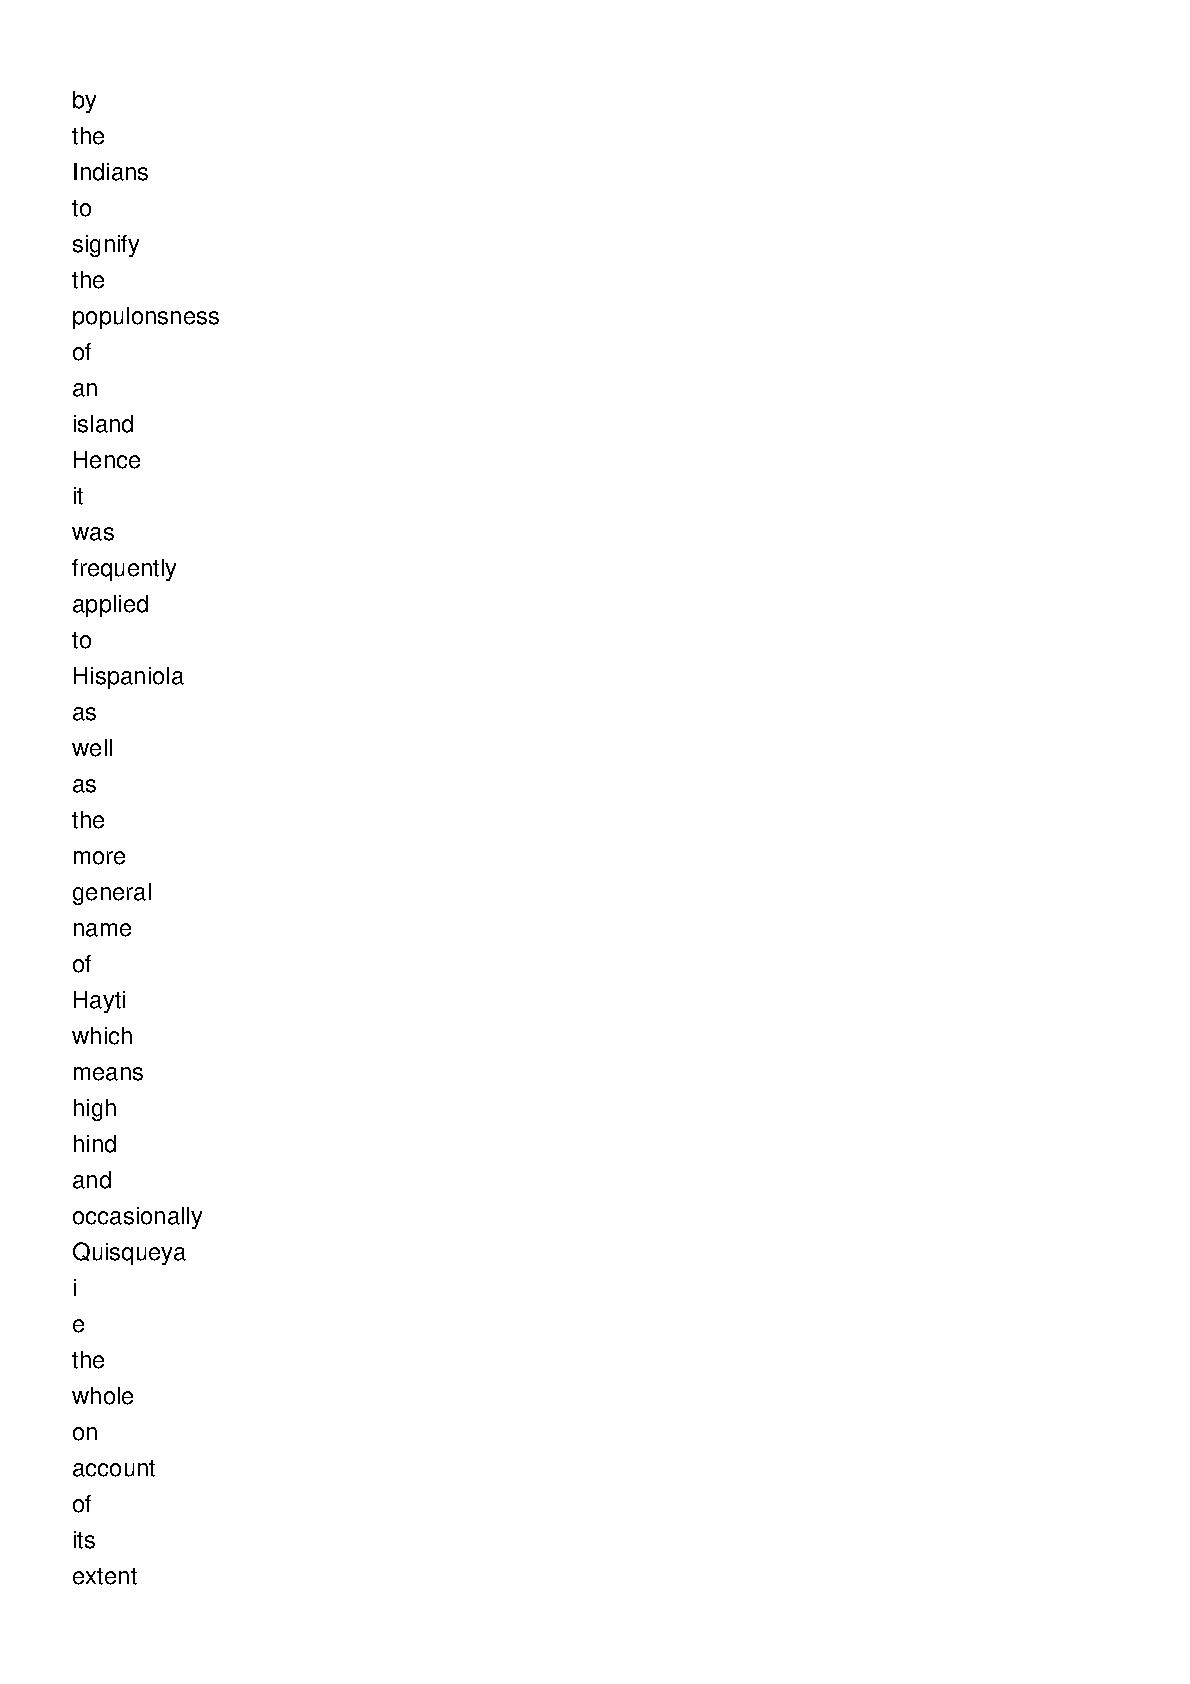 by
the
Indians
to
signify
the
populonsness
of
an
island
Hence
it
was
frequently
applied
to
Hispaniola
as
well
as
the
more
general
name
of
Hayti
which
means
high
hind
and
occasionally
Quisqueya
i
e
the
whole
on
account
of
its
extent